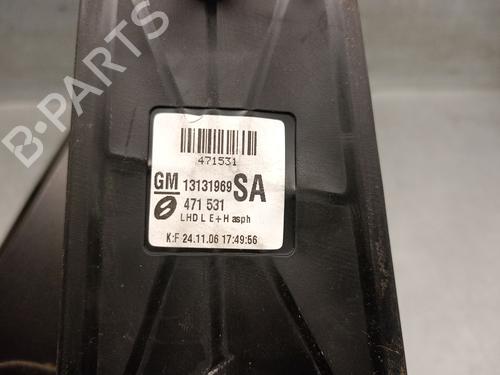 B-PARTS
471531
GM 13131969 SA
471 531
LHD L E+H asph
K:F 24.11.06 17:49:56